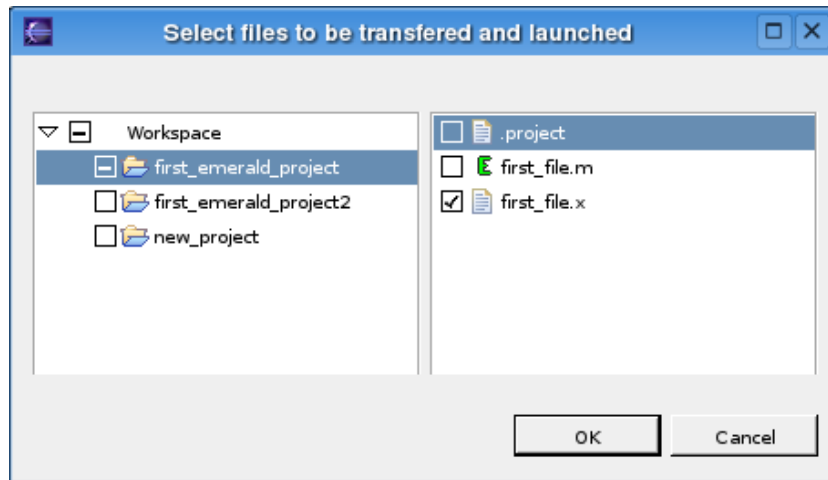 Select files to be transfered and launched
Workspace
first_emerald_project
first_emerald_project2
new_project
.project
first_file.m
first_file.x
OK
Cancel